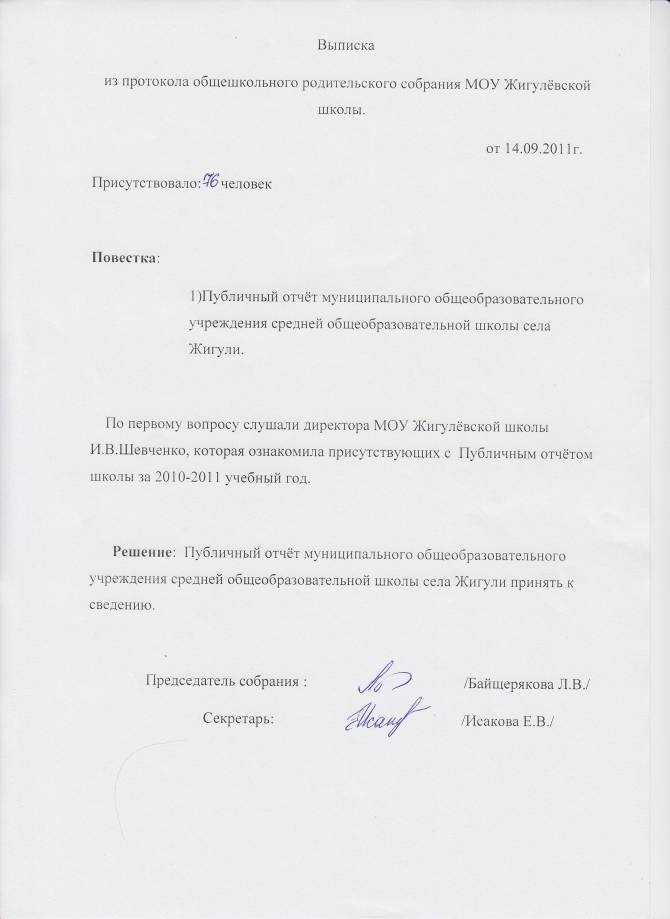 Выписка
из протокола общешкольного родительского собрания МОУ Жигулёвской
школы.
от 14.09.2011г.
Присутствовало: 76 человек
Повестка:
1)Публичный отчёт муниципального общеобразовательного
учреждения средней общеобразовательной школы села
Жигули.
По первому вопросу слушали директора МОУ Жигулёвской школы
И.В.Шевченко, которая ознакомила присутствующих с Публичным отчётом
школы за 2010-2011 учебный год.
Решение: Публичный отчёт муниципального общеобразовательного
учреждения средней общеобразовательной школы села Жигули принять к
сведению.
Председатель собрания : /Байщерякова Л.В./
Секретарь: /Исакова Е.В./